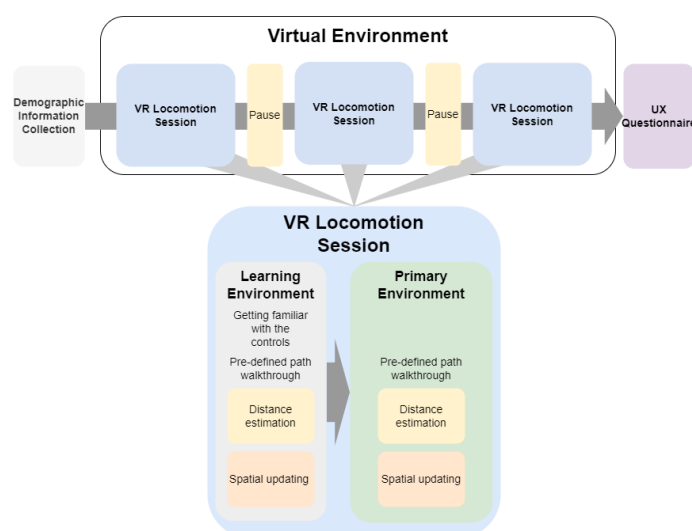 Virtual Environment
Demographic
Information
Collection
VR Locomotion
Session
Pause
VR Locomotion
Session
Pause
VR Locomotion
Session
UX
Questionnaire
VR Locomotion
Session
Learning
Environment
Getting familiar
with the
controls
Pre-defined path
walkthrough
Distance
estimation
Spatial updating
Primary
Environment
Pre-defined path
walkthrough
Distance
estimation
Spatial updating